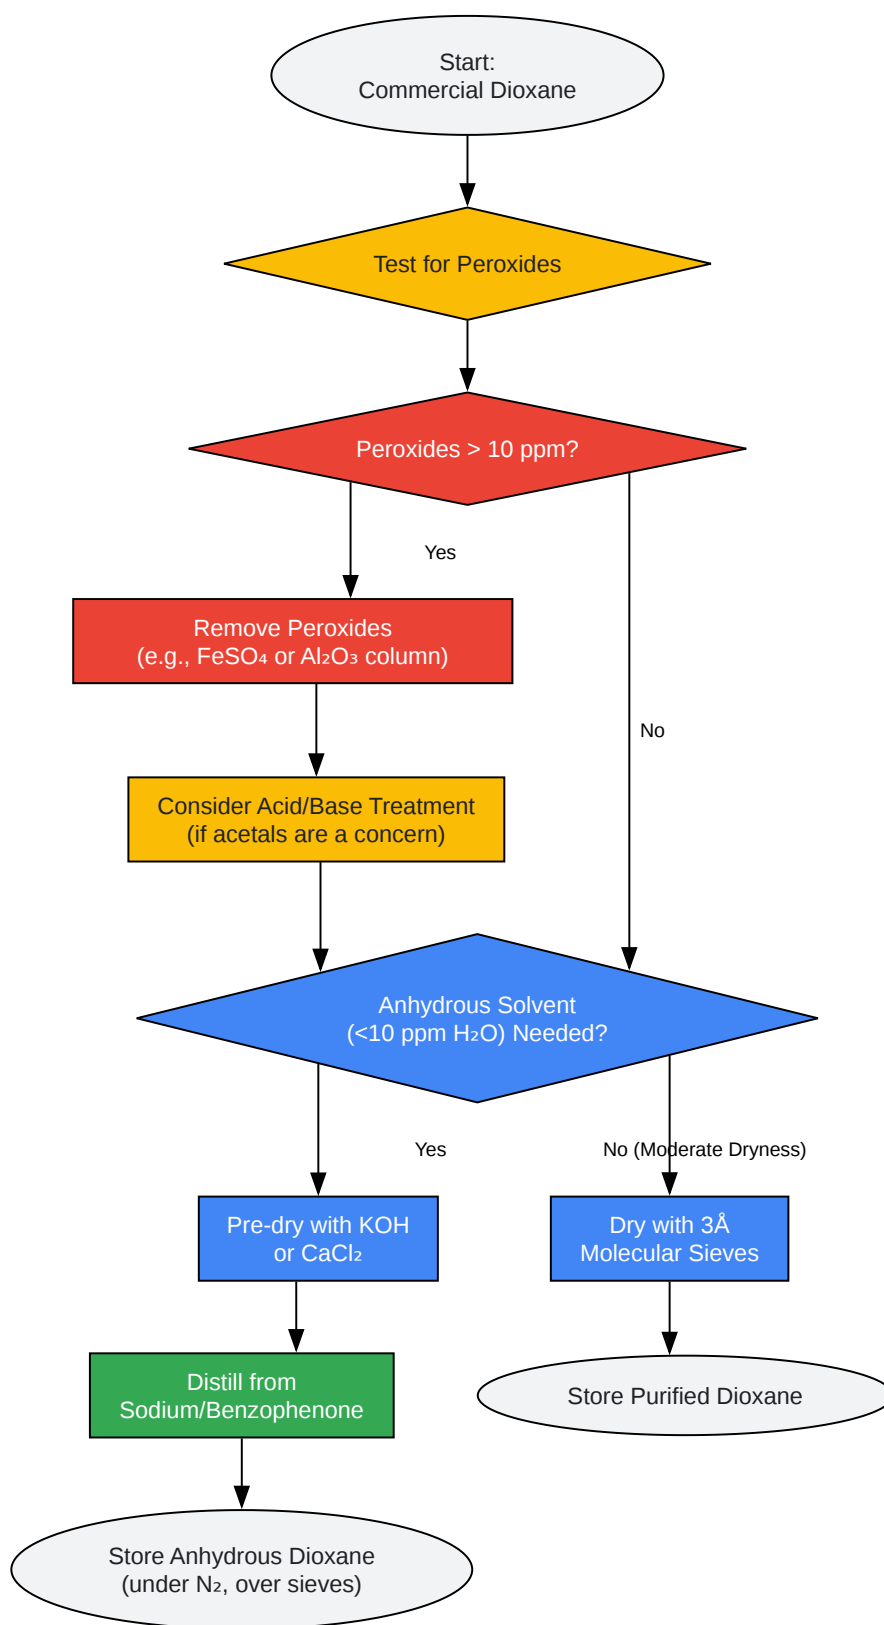 Start:
Commercial Dioxane
Test for Peroxides
Peroxides > 10 ppm?
Yes
Remove Peroxides
(e.g., FeSO₄ or Al₂O₃ column)
No
Consider Acid/Base Treatment
(if acetals are a concern)
Anhydrous Solvent
(<10 ppm H₂O) Needed?
Yes
No (Moderate Dryness)
Pre-dry with KOH
or CaCl₂
Dry with 3Å
Molecular Sieves
Distill from
Sodium/Benzophenone
Store Purified Dioxane
Store Anhydrous Dioxane
(under N₂, over sieves)